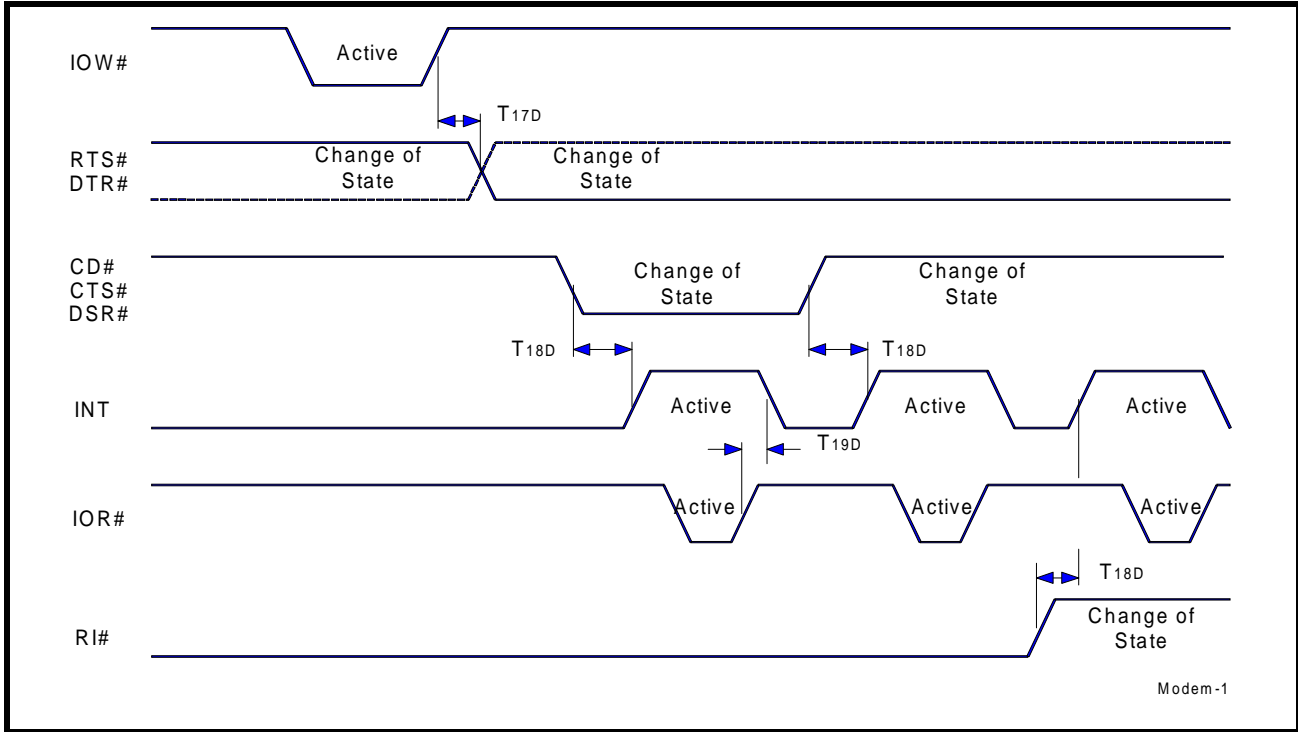 IOW#
Active
T17D
RTS#
DTR#
Change of
State
Change of
State
CD#
CTS#
DSR#
Change of
State
Change of
State
T18D
T18D
INT
Active
Active
Active
T19D
IOR#
Active
Active
Active
T18D
RI#
Change of
State
Modem-1